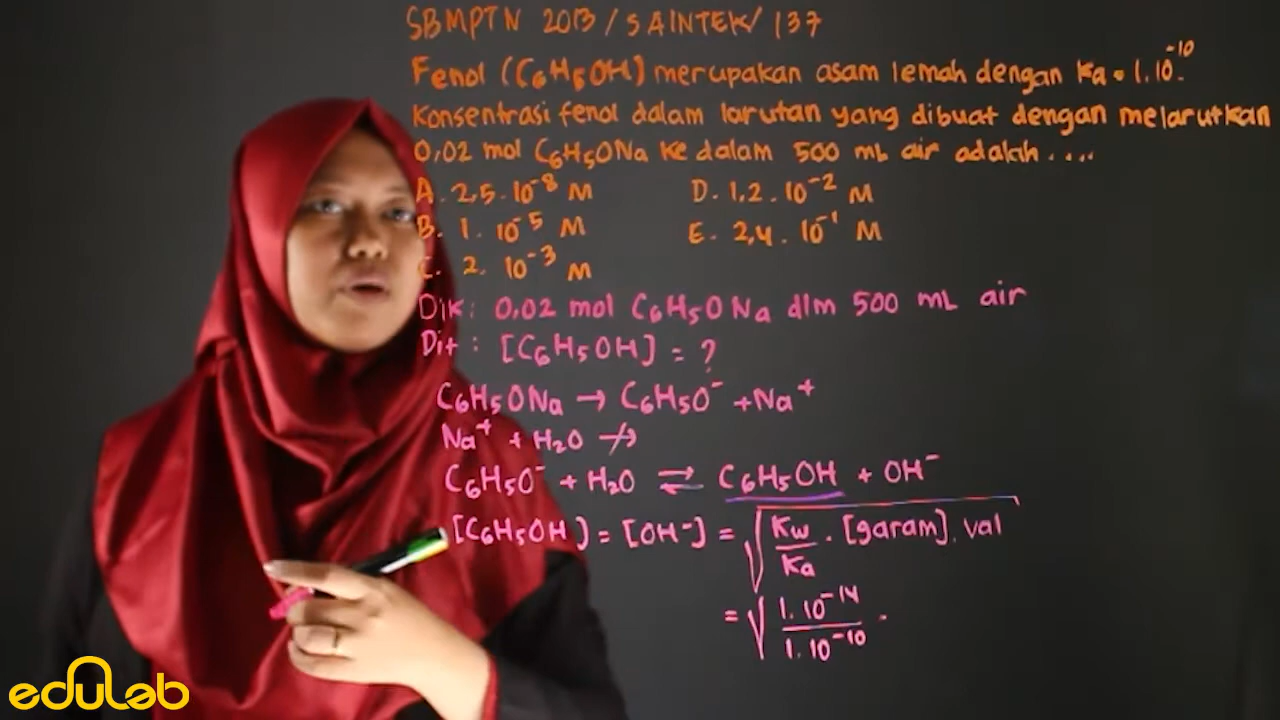 SBMPTN 2013 / SAINTEK / 137
Fenol (C6H5OH) merupakan asam lemah dengan Ka = 1.10^-10.
Konsentrasi fenol dalam larutan yang dibuat dengan melarutkan
0,02 mol C6H5ONa ke dalam 500 mL air adalah ....
A. 2,5. 10^-8 M D. 1,2. 10^-2 M
B. 1. 10^-5 M E. 2,4. 10^-1 M
C. 2. 10^-3 M
Dik: 0,02 mol C6H5ONa dlm 500 mL air
Dit: [C6H5OH] = ?
C6H5ONa → C6H5O^- + Na^+
Na^+ + H2O ↛
C6H5O^- + H2O ⇄ C6H5OH + OH^-
[C6H5OH] = [OH^-] = √(Kw/Ka . [garam]. val)
= √ 1.10^-14/1.10^-10 .
edulab